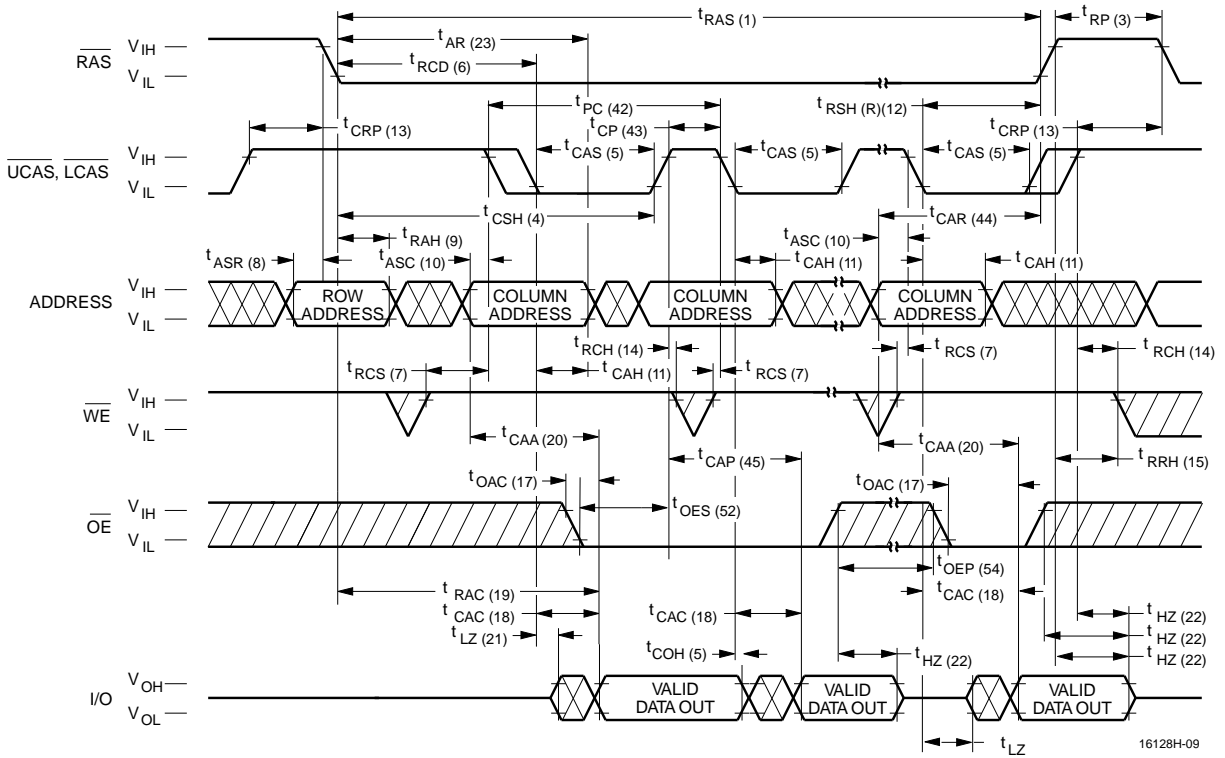 t RAS (1)
t RP (3)
t AR (23)
RAS
V IH
V IL
t RCD (6)
t PC (42)
t RSH (R)(12)
t CRP (13)
t CP (43)
t CRP (13)
UCAS, LCAS
V IH
V IL
t CAS (5)
t CAS (5)
t CAS (5)
t CSH (4)
t CAR (44)
t RAH (9)
t ASC (10)
t ASR (8)
t ASC (10)
t CAH (11)
t CAH (11)
ADDRESS
V IH
V IL
ROW ADDRESS
COLUMN ADDRESS
COLUMN ADDRESS
COLUMN ADDRESS
t RCH (14)
t RCS (7)
t RCH (14)
t RCS (7)
t CAH (11)
t RCS (7)
WE
V IH
V IL
t CAA (20)
t CAA (20)
t CAP (45)
t RRH (15)
t OAC (17)
t OAC (17)
t OES (52)
OE
V IH
V IL
t OEP (54)
t RAC (19)
t CAC (18)
t CAC (18)
t CAC (18)
t HZ (22)
t LZ (21)
t HZ (22)
t COH (5)
t HZ (22)
t HZ (22)
I/O
V OH
V OL
VALID DATA OUT
VALID DATA OUT
VALID DATA OUT
t LZ
16128H-09